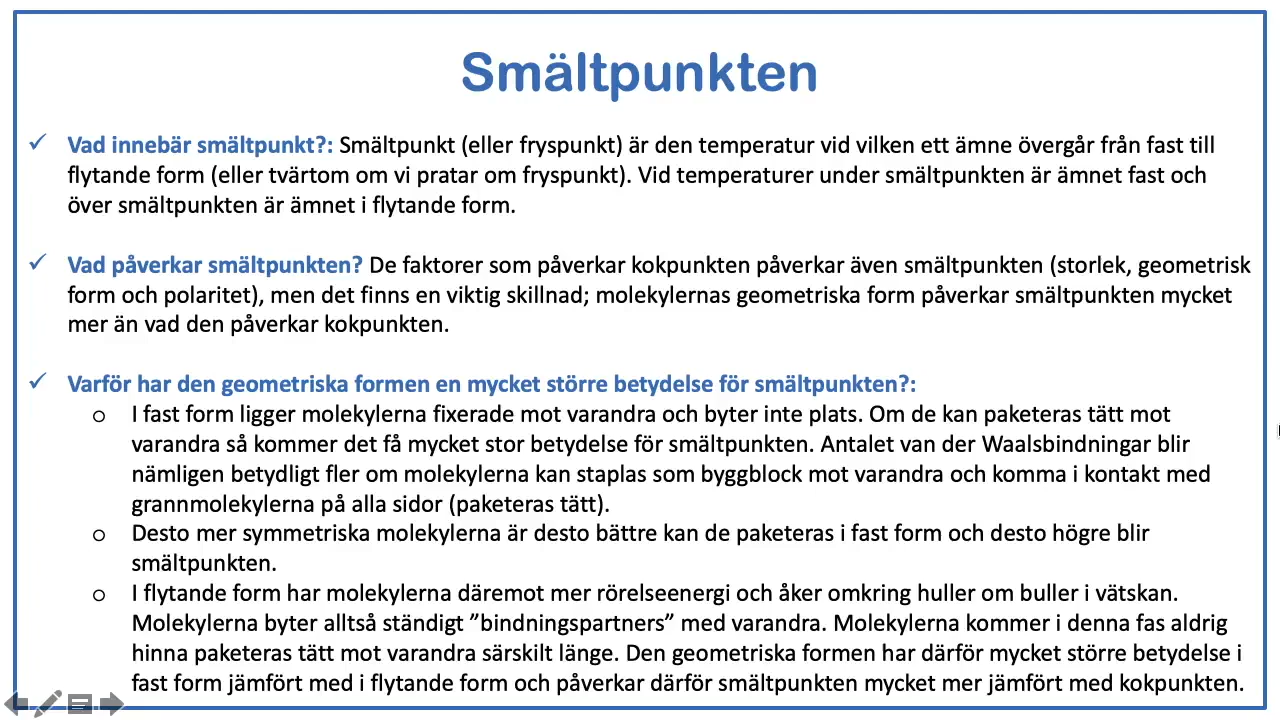 Smältpunkten
✓ Vad innebär smältpunkt?: Smältpunkt (eller fryspunkt) är den temperatur vid vilken ett ämne övergår från fast till
flytande form (eller tvärtom om vi pratar om fryspunkt). Vid temperaturer under smältpunkten är ämnet fast och
över smältpunkten är ämnet i flytande form.
✓ Vad påverkar smältpunkten? De faktorer som påverkar kokpunkten påverkar även smältpunkten (storlek, geometrisk
form och polaritet), men det finns en viktig skillnad; molekylernas geometriska form påverkar smältpunkten mycket
mer än vad den påverkar kokpunkten.
✓ Varför har den geometriska formen en mycket större betydelse för smältpunkten?:
o I fast form ligger molekylerna fixerade mot varandra och byter inte plats. Om de kan paketeras tätt mot
varandra så kommer det få mycket stor betydelse för smältpunkten. Antalet van der Waalsbindningar blir
nämligen betydligt fler om molekylerna kan staplas som byggblock mot varandra och komma i kontakt med
grannmolekylerna på alla sidor (paketeras tätt).
o Desto mer symmetriska molekylerna är desto bättre kan de paketeras i fast form och desto högre blir
smältpunkten.
o I flytande form har molekylerna däremot mer rörelseenergi och åker omkring huller om buller i vätskan.
Molekylerna byter alltså ständigt ”bindningspartners” med varandra. Molekylerna kommer i denna fas aldrig
hinna paketeras tätt mot varandra särskilt länge. Den geometriska formen har därför mycket större betydelse i
fast form jämfört med i flytande form och påverkar därför smältpunkten mycket mer jämfört med kokpunkten.